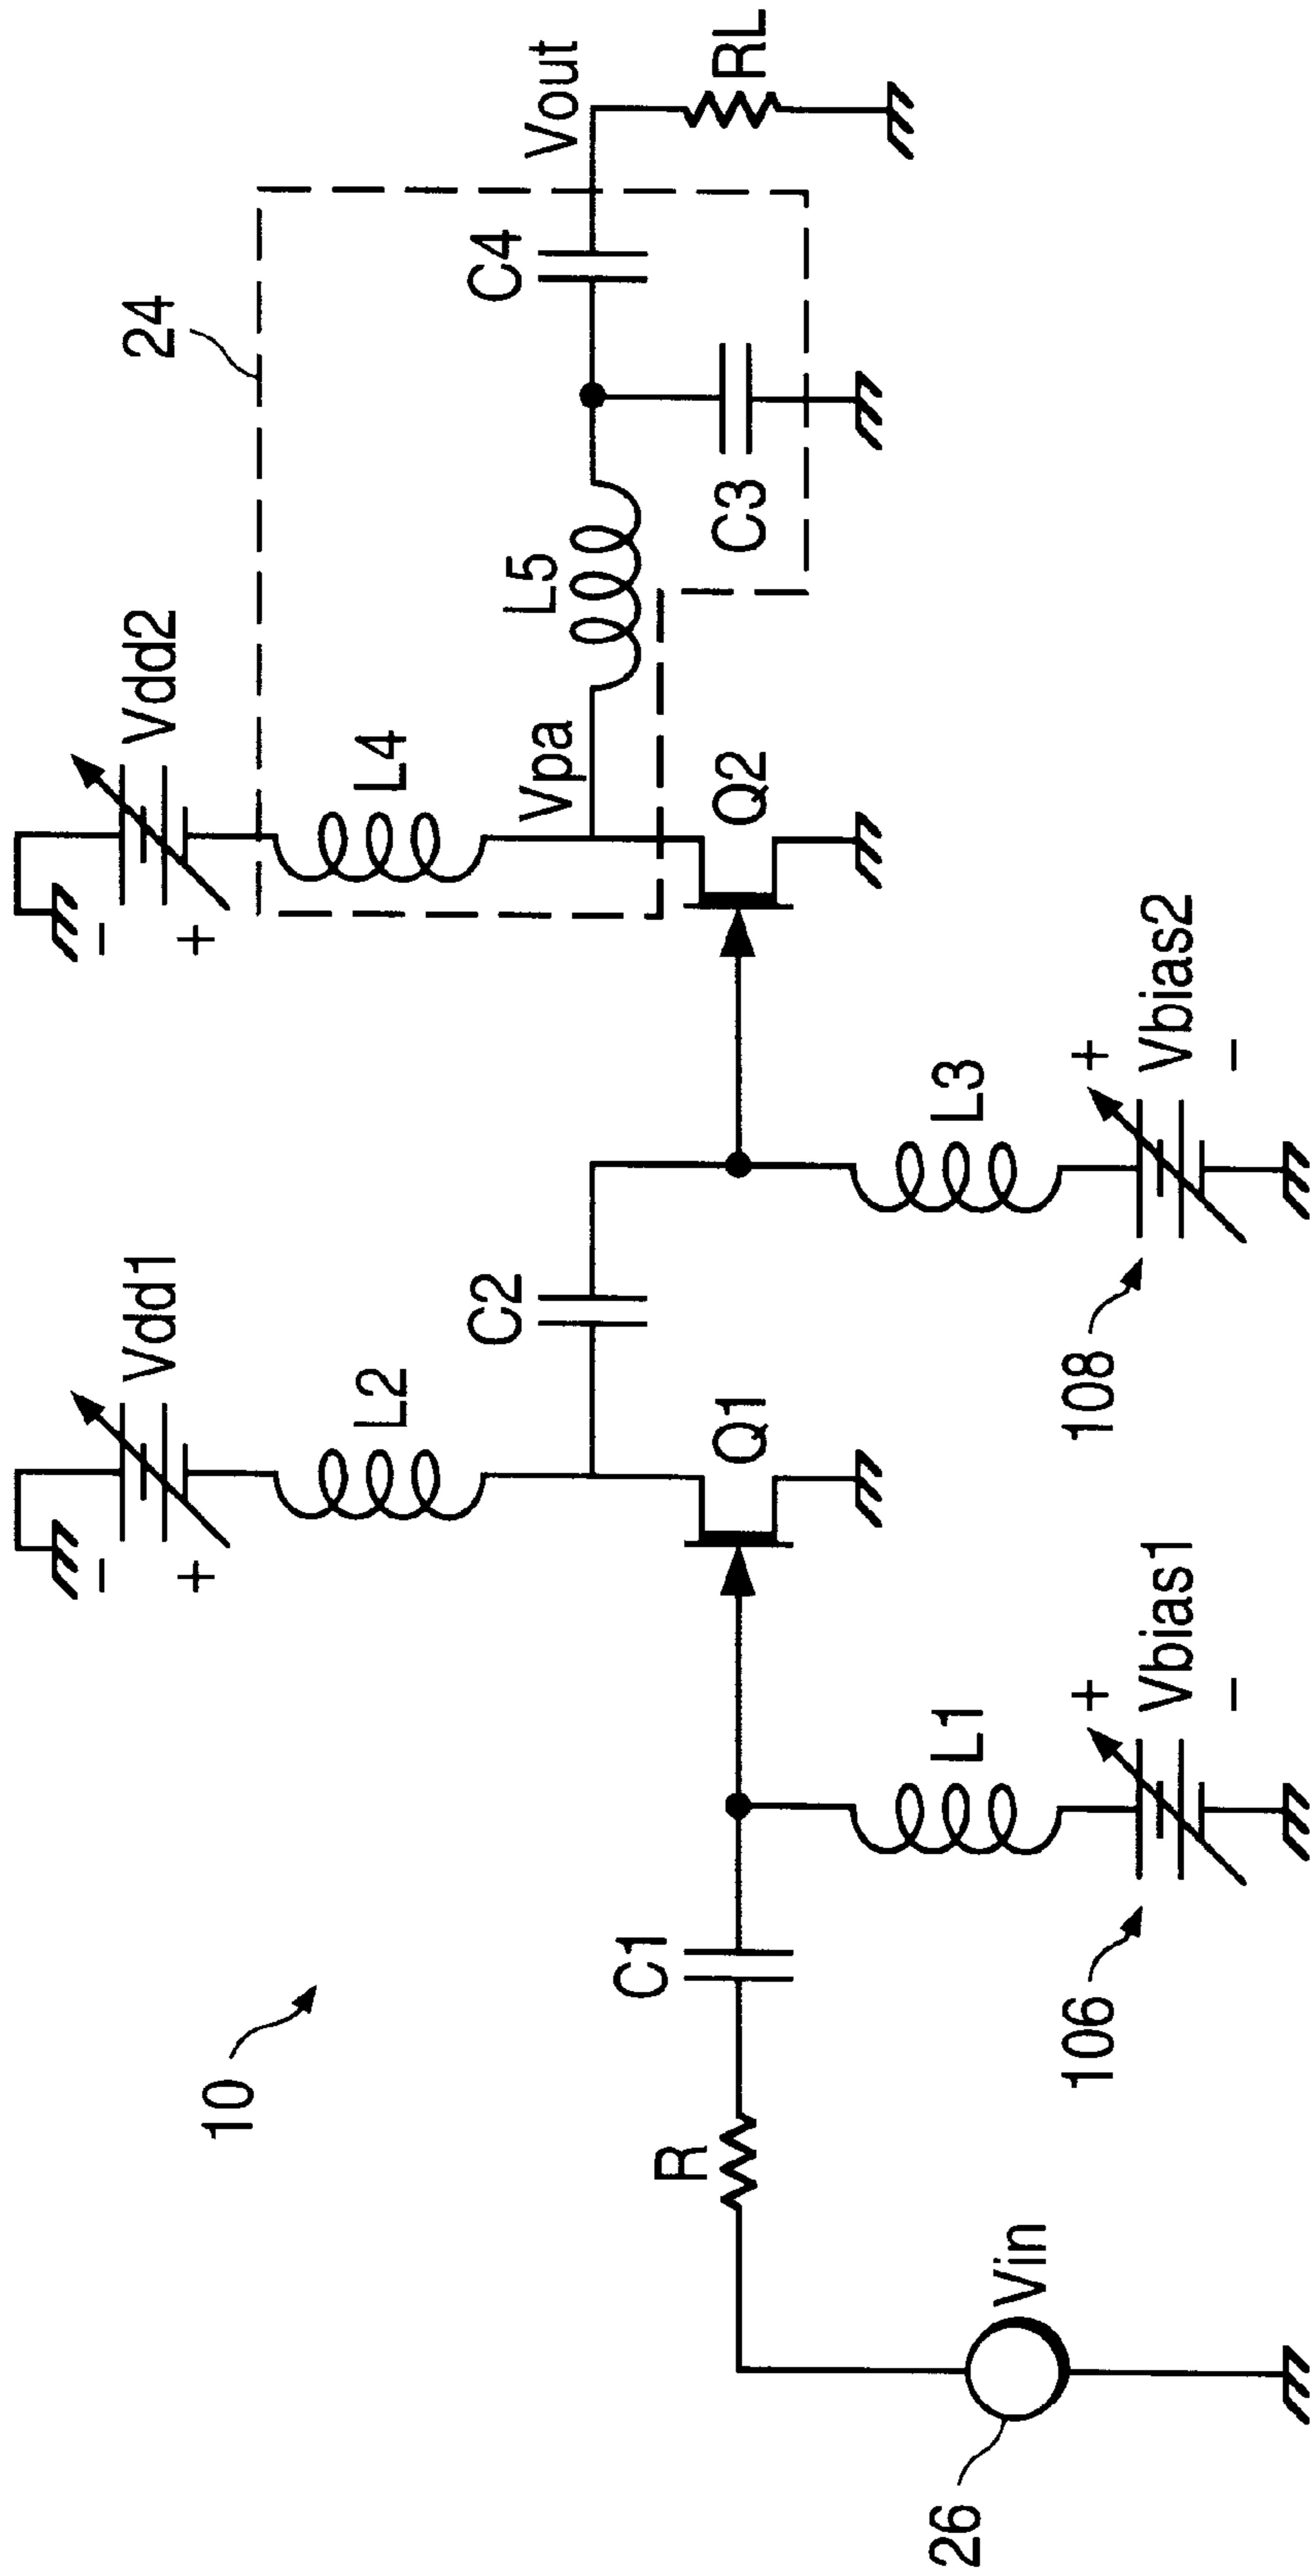 10
Vdd1
Vdd2
24
-
+
-
+
L2
L4
C2
C4
Vout
Vpa
L5
C1
R
Q1
Q2
C3
RL
Vin
26
L1
L3
106
+
Vbias1
-
108
+
Vbias2
-